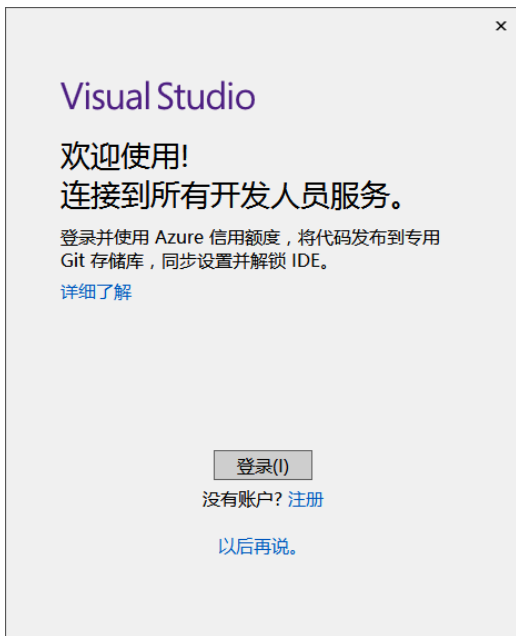 ×
Visual Studio
欢迎使用!
连接到所有开发人员服务。
登录并使用 Azure 信用额度，将代码发布到专用
Git 存储库，同步设置并解锁 IDE。
详细了解
登录(I)
没有账户? 注册
以后再说。